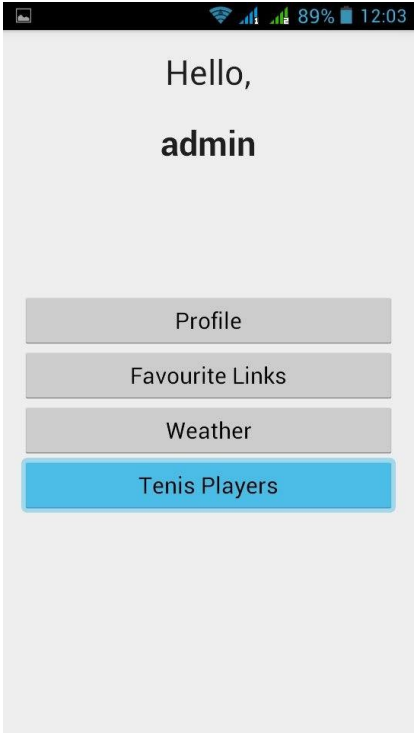 89% 12:03
Hello,
admin
Profile
Favourite Links
Weather
Tenis Players